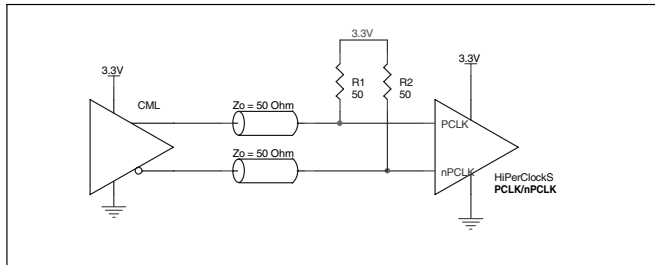 3.3V
3.3V
3.3V
R1
50
R2
50
CML
Zo = 50 Ohm
PCLK
Zo = 50 Ohm
nPCLK
HiPerClockS
PCLK/nPCLK